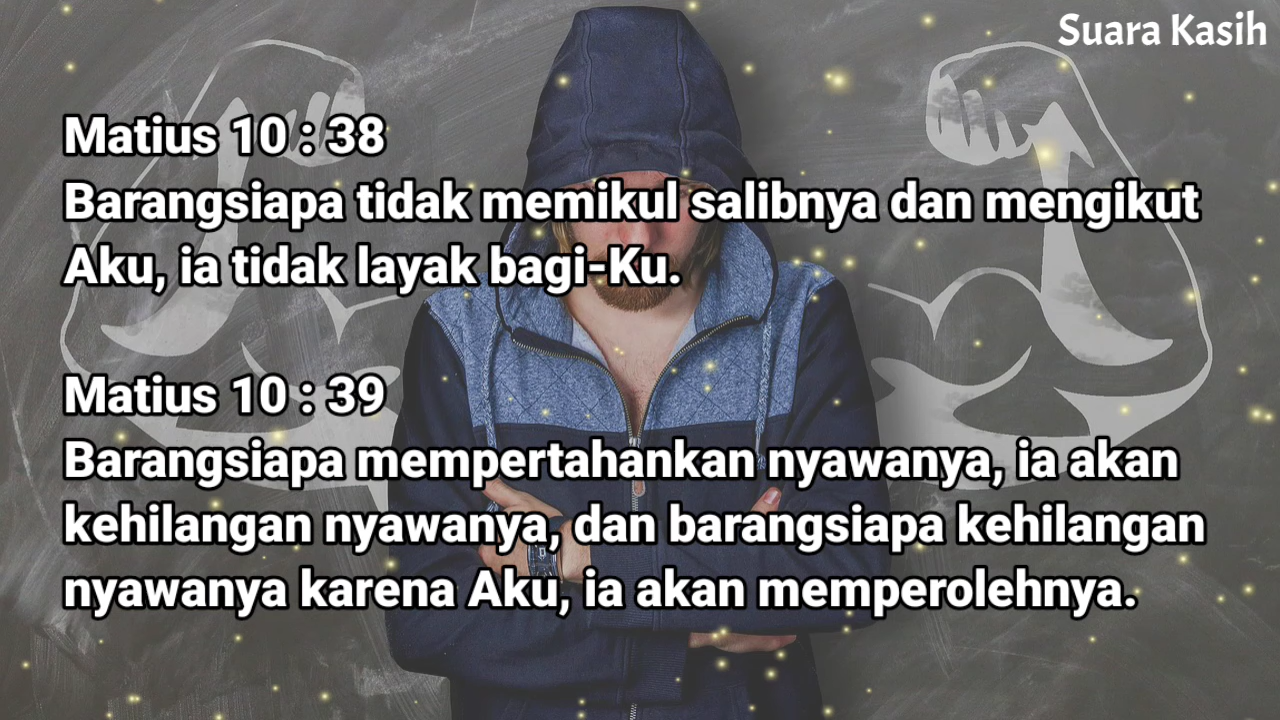 Suara Kasih
Matius 10 : 38
Barangsiapa tidak memikul salibnya dan mengikut
Aku, ia tidak layak bagi-Ku.
Matius 10 : 39
Barangsiapa mempertahankan nyawanya, ia akan
kehilangan nyawanya, dan barangsiapa kehilangan
nyawanya karena Aku, ia akan memperolehnya.